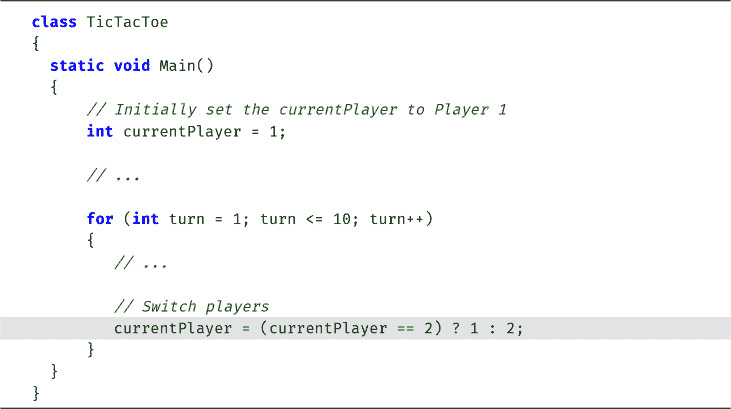 class TicTacToe
{
  static void Main()
  {
      // Initially set the currentPlayer to Player 1
      int currentPlayer = 1;

      // ...

      for (int turn = 1; turn <= 10; turn++)
      {
         // ...

         // Switch players
         currentPlayer = (currentPlayer == 2) ? 1 : 2;
      }
  }
}